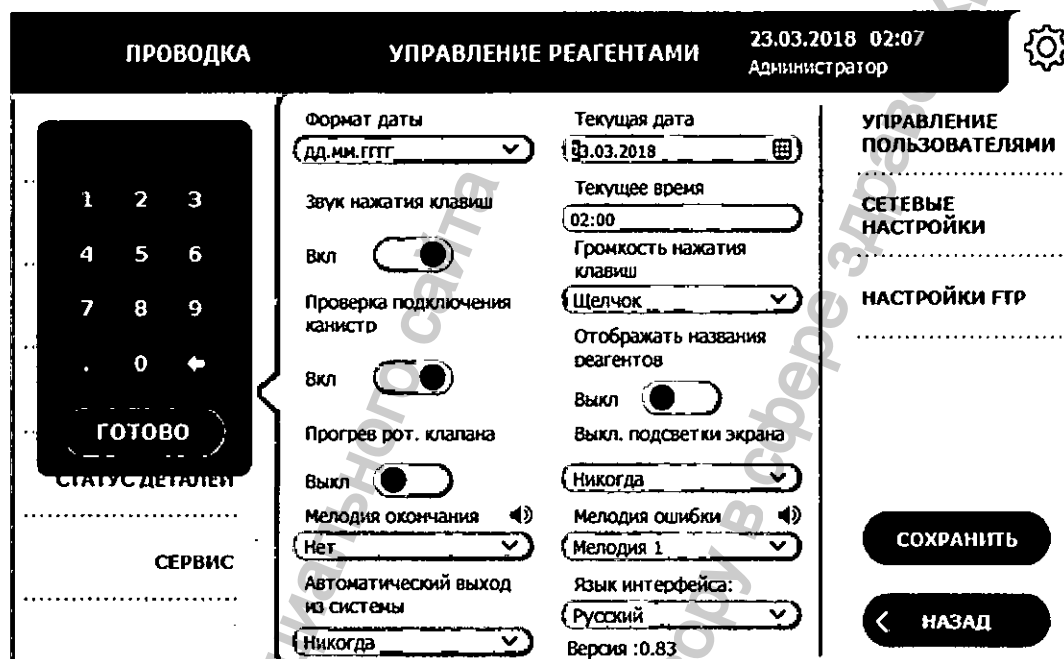 ПРОВОДКА
УПРАВЛЕНИЕ РЕАГЕНТАМИ
23.03.2018 02:07
Администратор
1 2 3
4 5 6
7 8 9
. 0
ГОТОВО
СТАТУС ДЕТАЛЕЙ
СЕРВИС
Формат даты
ДД.ММ.ГГГГ
Звук нажатия клавиш
Вкл
Проверка подключения
канистр
Вкл
Прогрев рот. клапана
Выкл
Мелодия окончания
Нет
Автоматический выход
из системы
Никогда
Текущая дата
23.03.2018
Текущее время
02:00
Громкость нажатия
клавиш
Щелчок
Отображать названия
реагентов
Выкл
Выкл. подсветки экрана
Никогда
Мелодия ошибки
Мелодия 1
Язык интерфейса:
Русский
Версия :0.83
УПРАВЛЕНИЕ
ПОЛЬЗОВАТЕЛЯМИ
СЕТЕВЫЕ
НАСТРОЙКИ
НАСТРОЙКИ FTP
СОХРАНИТЬ
НАЗАД
сайта
в сфере